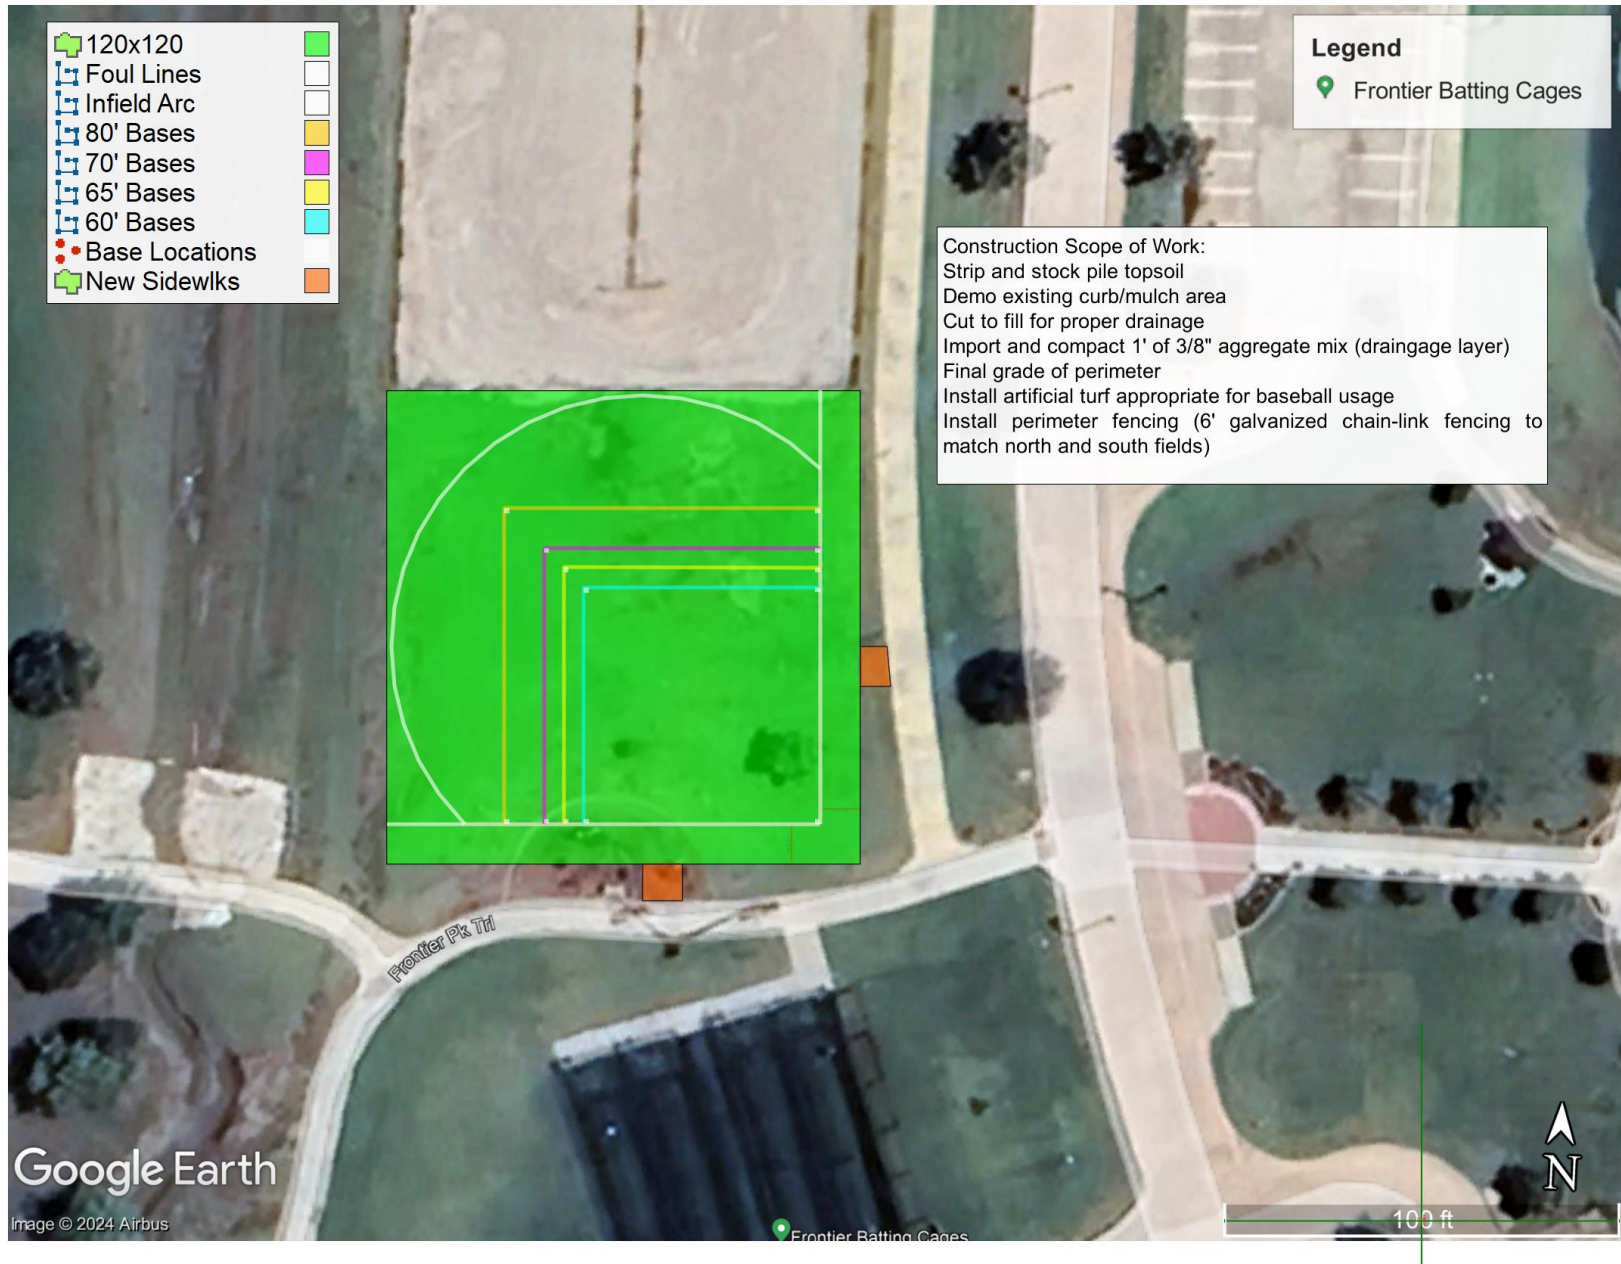 120x120
Foul Lines
Infield Arc
80' Bases
70' Bases
65' Bases
60' Bases
Base Locations
New Sidewlks
Legend
Frontier Batting Cages
Construction Scope of Work:
Strip and stock pile topsoil
Demo existing curb/mulch area
Cut to fill for proper drainage
Import and compact 1' of 3/8" aggregate mix (draingage layer)
Final grade of perimeter
Install artificial turf appropriate for baseball usage
Install perimeter fencing (6' galvanized chain-link fencing to
match north and south fields)
Frontier Pk Trl
Google Earth
N
Image © 2024 Airbus
100 ft
Frontier Batting Cages